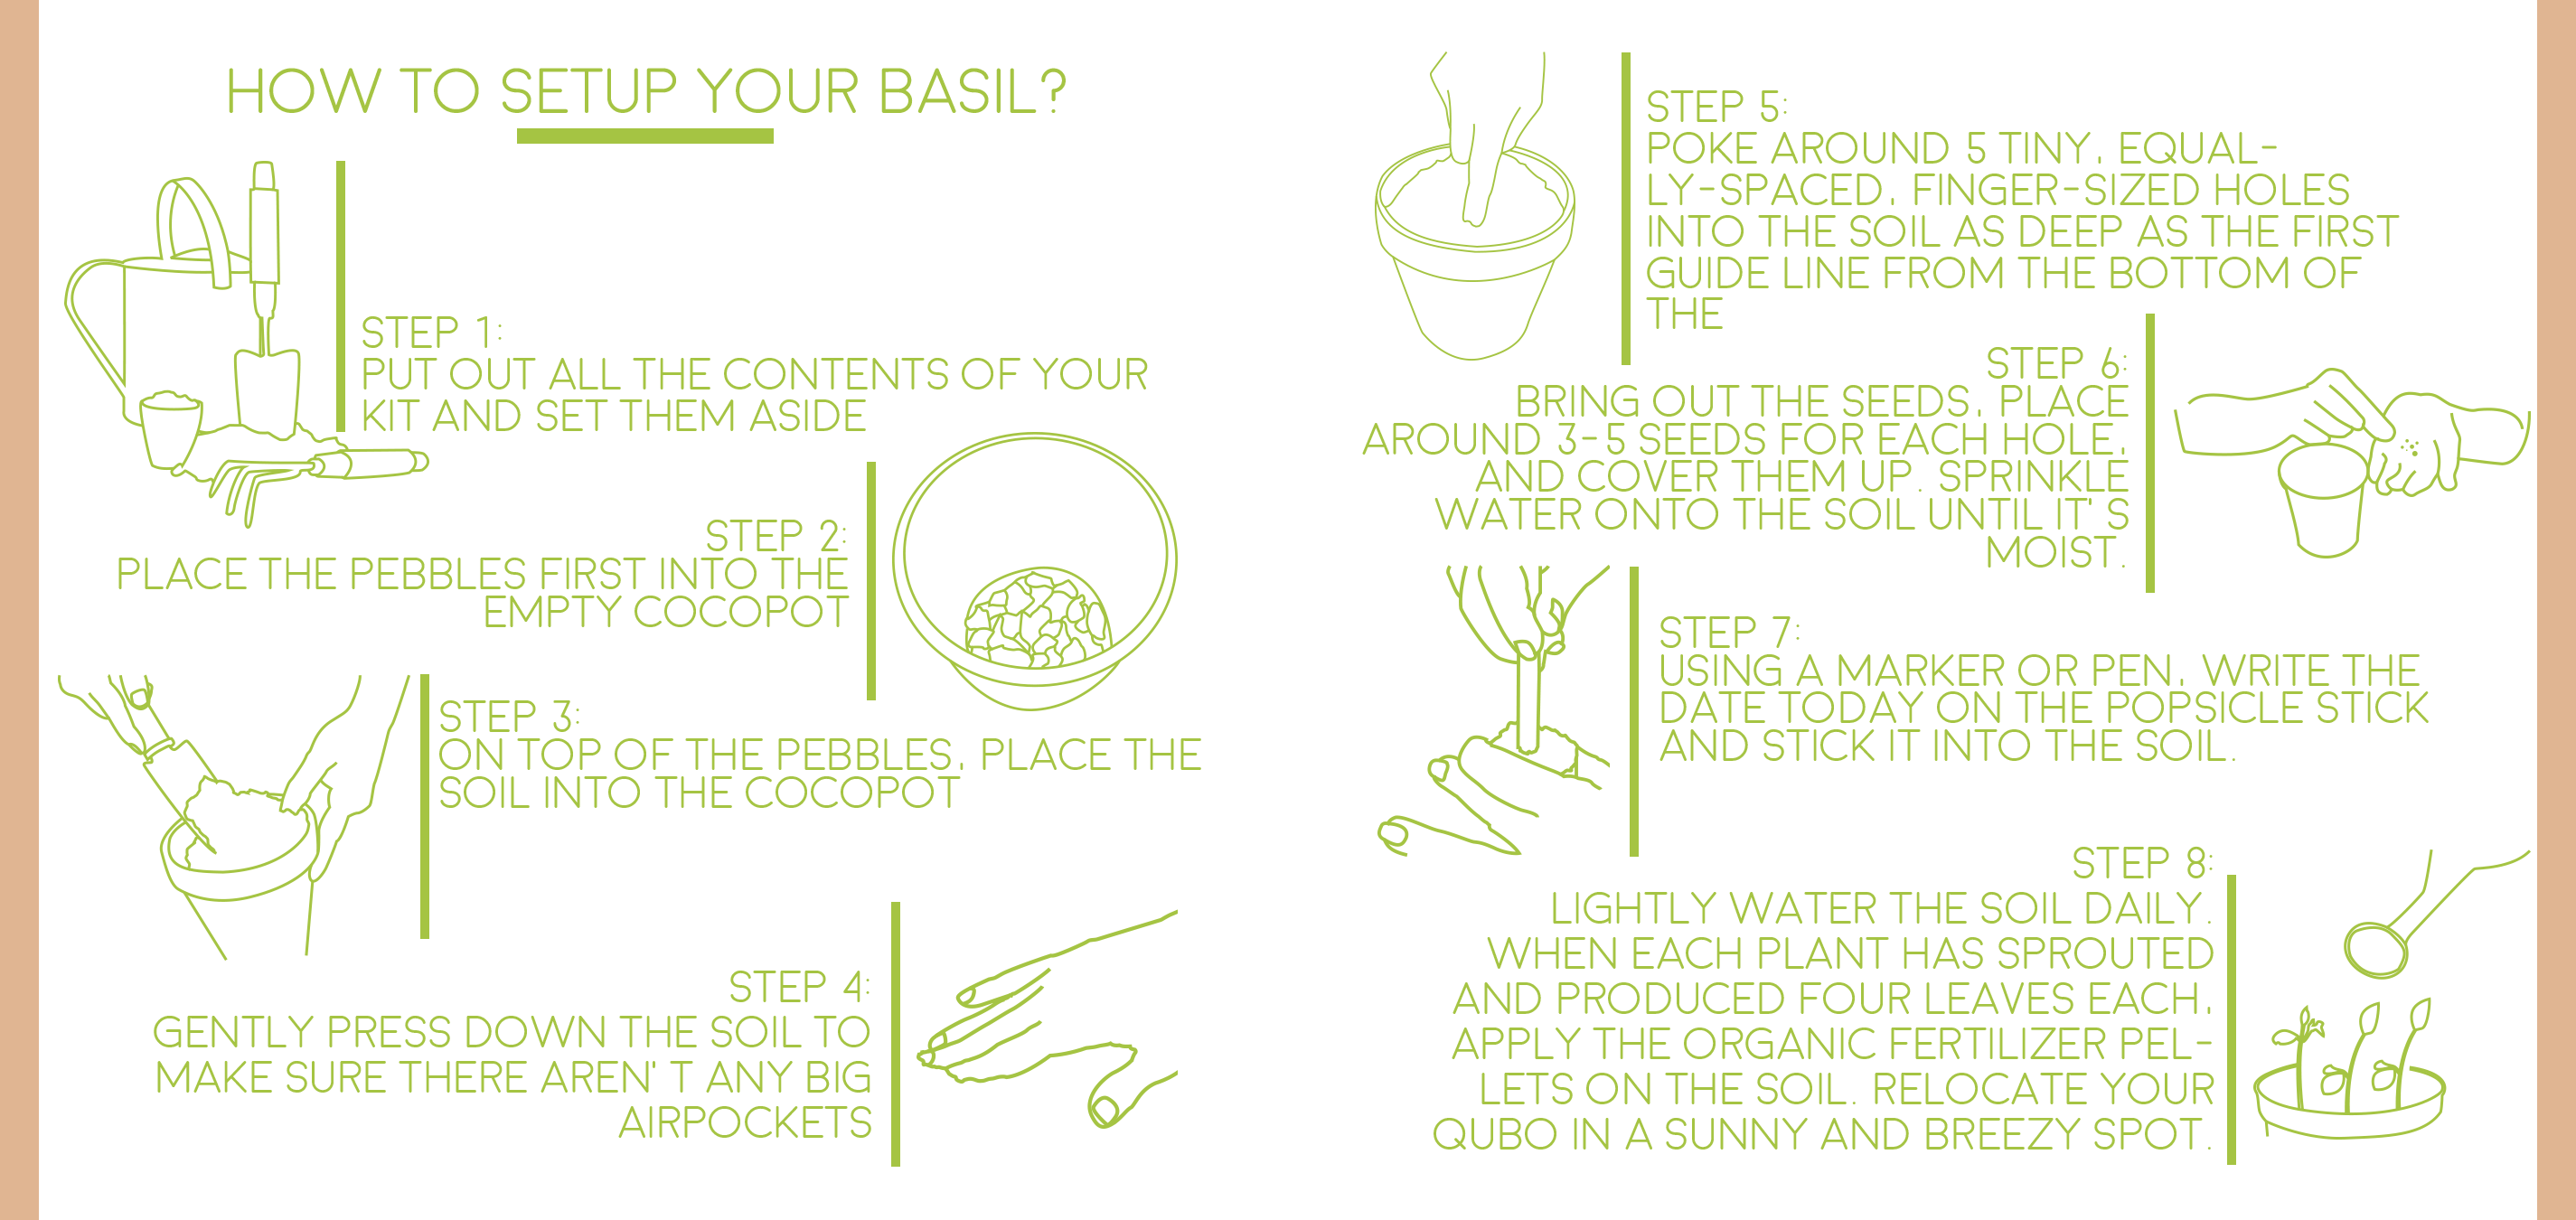 HOW TO SETUP YOUR BASIL?
STEP 1:
PUT OUT ALL THE CONTENTS OF YOUR
KIT AND SET THEM ASIDE
STEP 2:
PLACE THE PEBBLES FIRST INTO THE
EMPTY COCOPOT
STEP 3:
ON TOP OF THE PEBBLES, PLACE THE
SOIL INTO THE COCOPOT
STEP 4:
GENTLY PRESS DOWN THE SOIL TO
MAKE SURE THERE AREN'T ANY BIG
AIRPOCKETS
STEP 5:
POKE AROUND 5 TINY, EQUAL-
LY-SPACED, FINGER-SIZED HOLES
INTO THE SOIL AS DEEP AS THE FIRST
GUIDE LINE FROM THE BOTTOM OF
THE
STEP 6:
BRING OUT THE SEEDS, PLACE
AROUND 3-5 SEEDS FOR EACH HOLE,
AND COVER THEM UP. SPRINKLE
WATER ONTO THE SOIL UNTIL IT'S
MOIST.
STEP 7:
USING A MARKER OR PEN, WRITE THE
DATE TODAY ON THE POPSICLE STICK
AND STICK IT INTO THE SOIL.
STEP 8:
LIGHTLY WATER THE SOIL DAILY.
WHEN EACH PLANT HAS SPROUTED
AND PRODUCED FOUR LEAVES EACH,
APPLY THE ORGANIC FERTILIZER PEL-
LETS ON THE SOIL. RELOCATE YOUR
QUBO IN A SUNNY AND BREEZY SPOT.